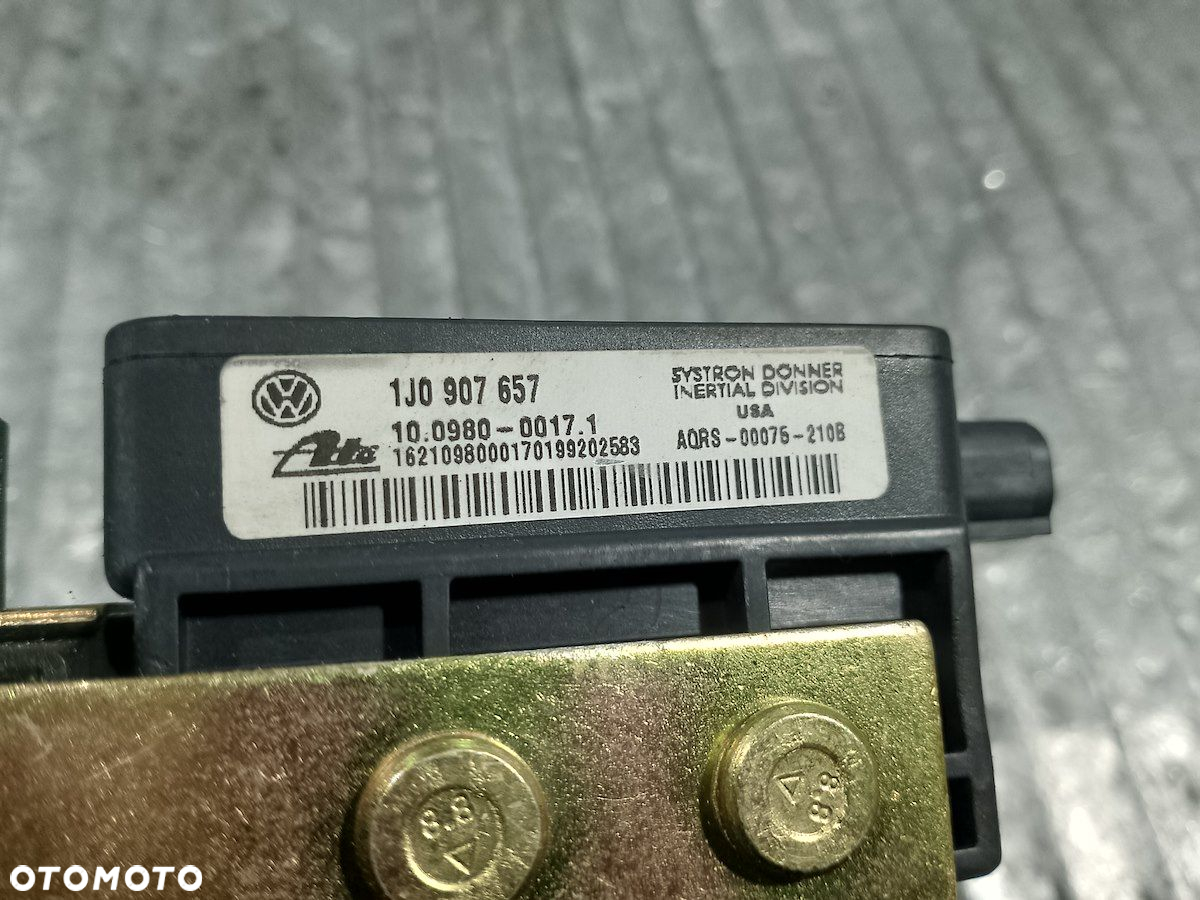 1J0 907 657
10.0980-0017.1
1621098000170199202583
Ate
SYSTRON DONNER
INERTIAL DIVISION
USA
AQRS-00075-210B
8.8
8.8
OTOMOTO